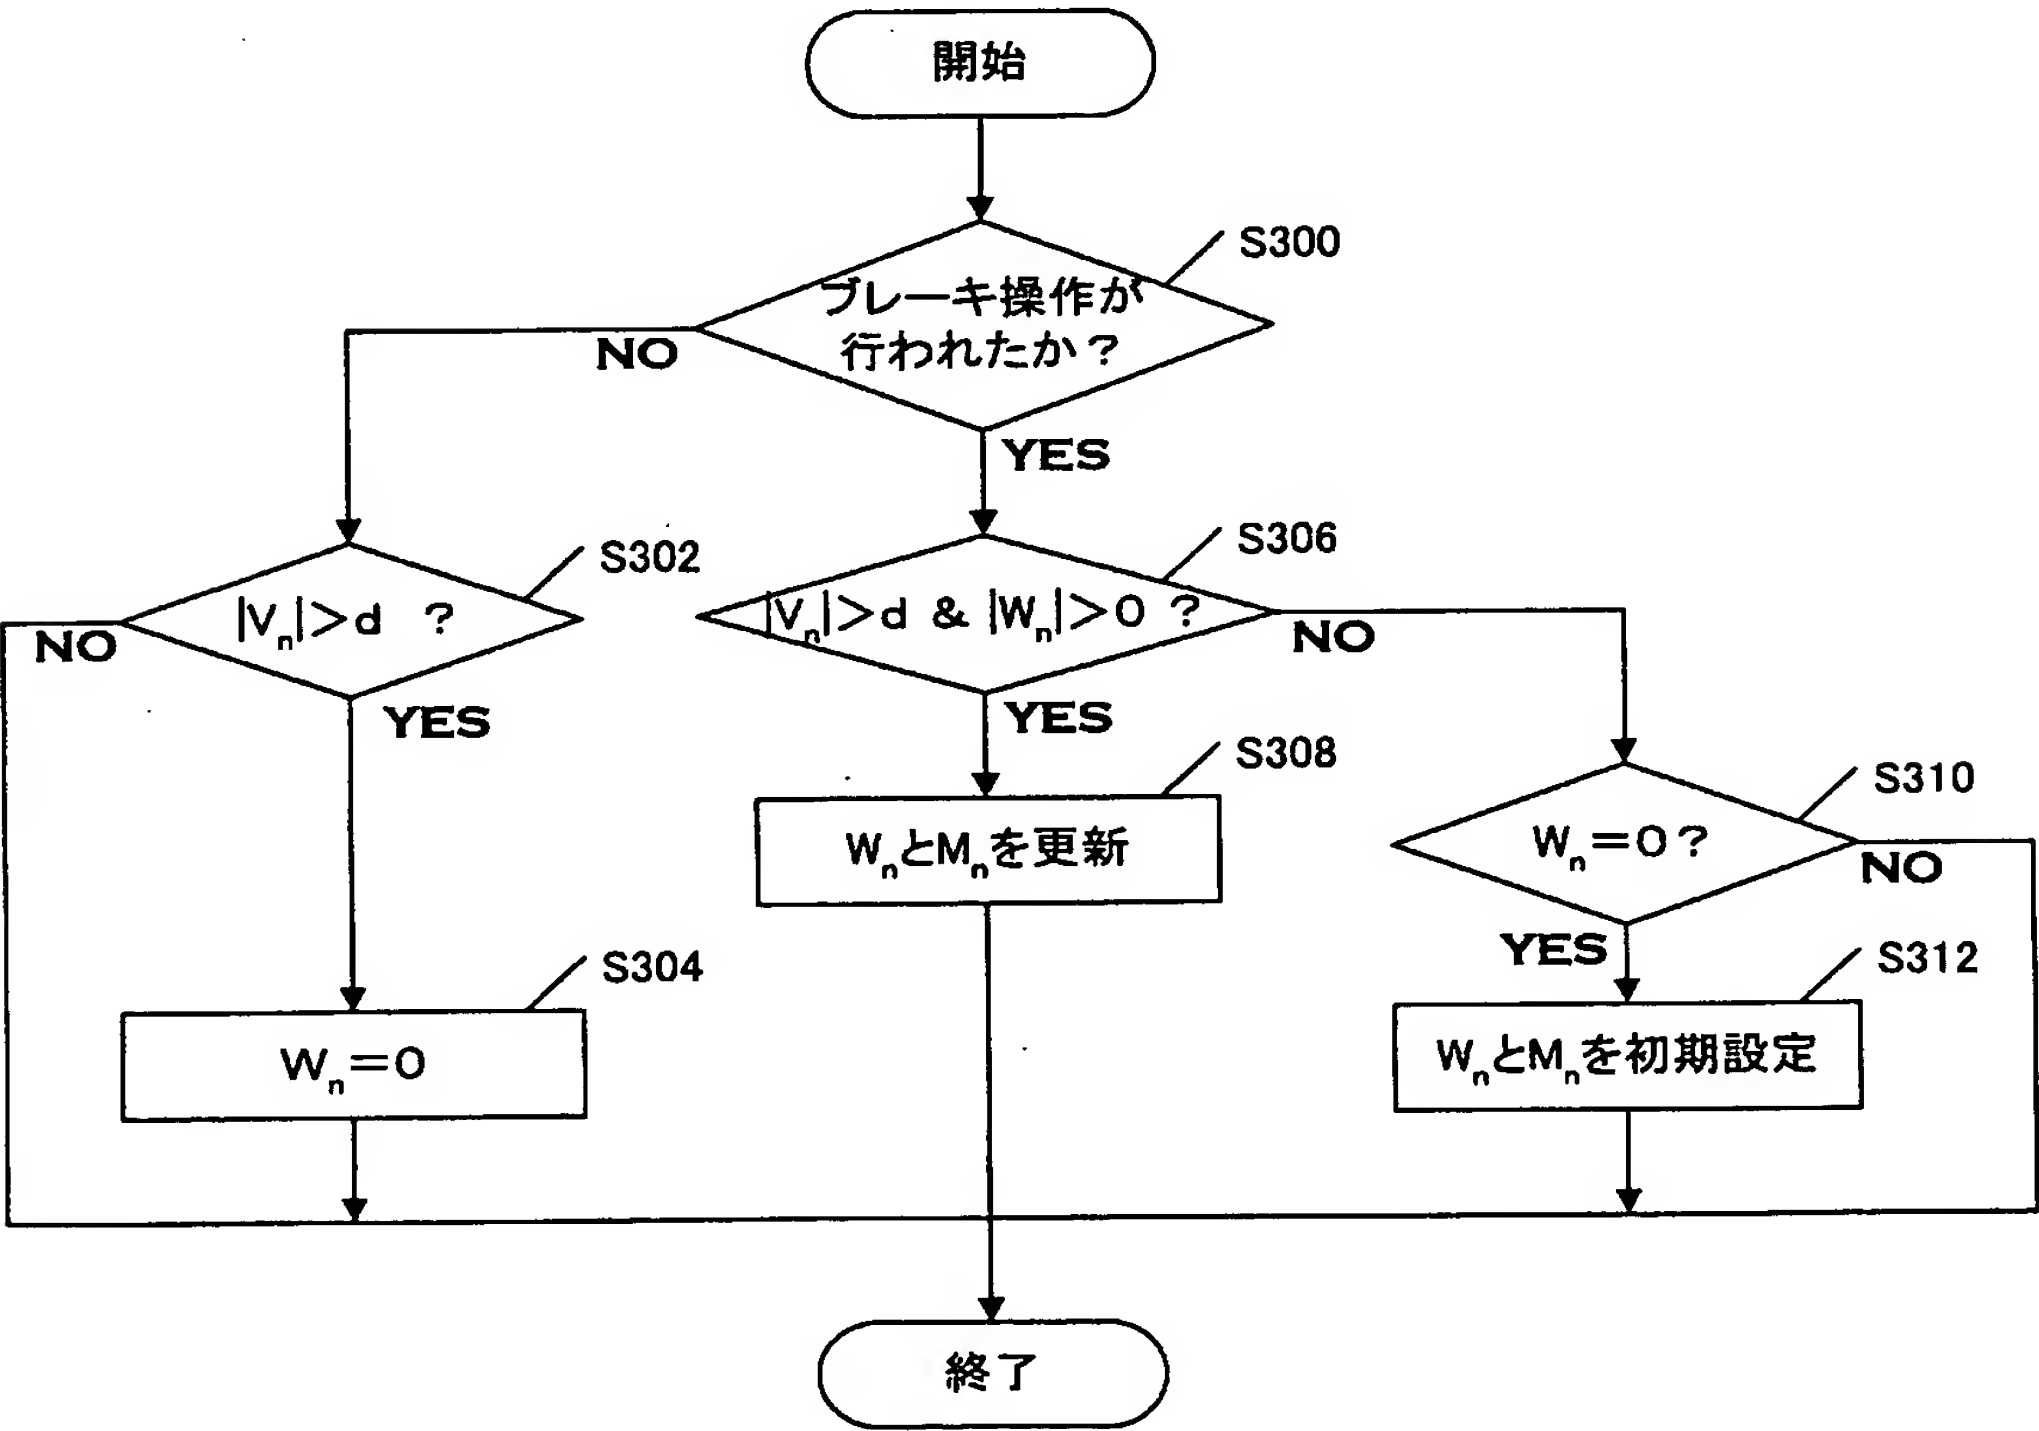 開始
S300
ブレーキ操作が
行われたか？
NO
YES
S302
|Vn|>d ?
NO
YES
S306
|Vn|>d & |Wn|>0 ?
NO
YES
S308
WnとMnを更新
S310
Wn=0?
NO
YES
S304
Wn=0
S312
WnとMnを初期設定
終了